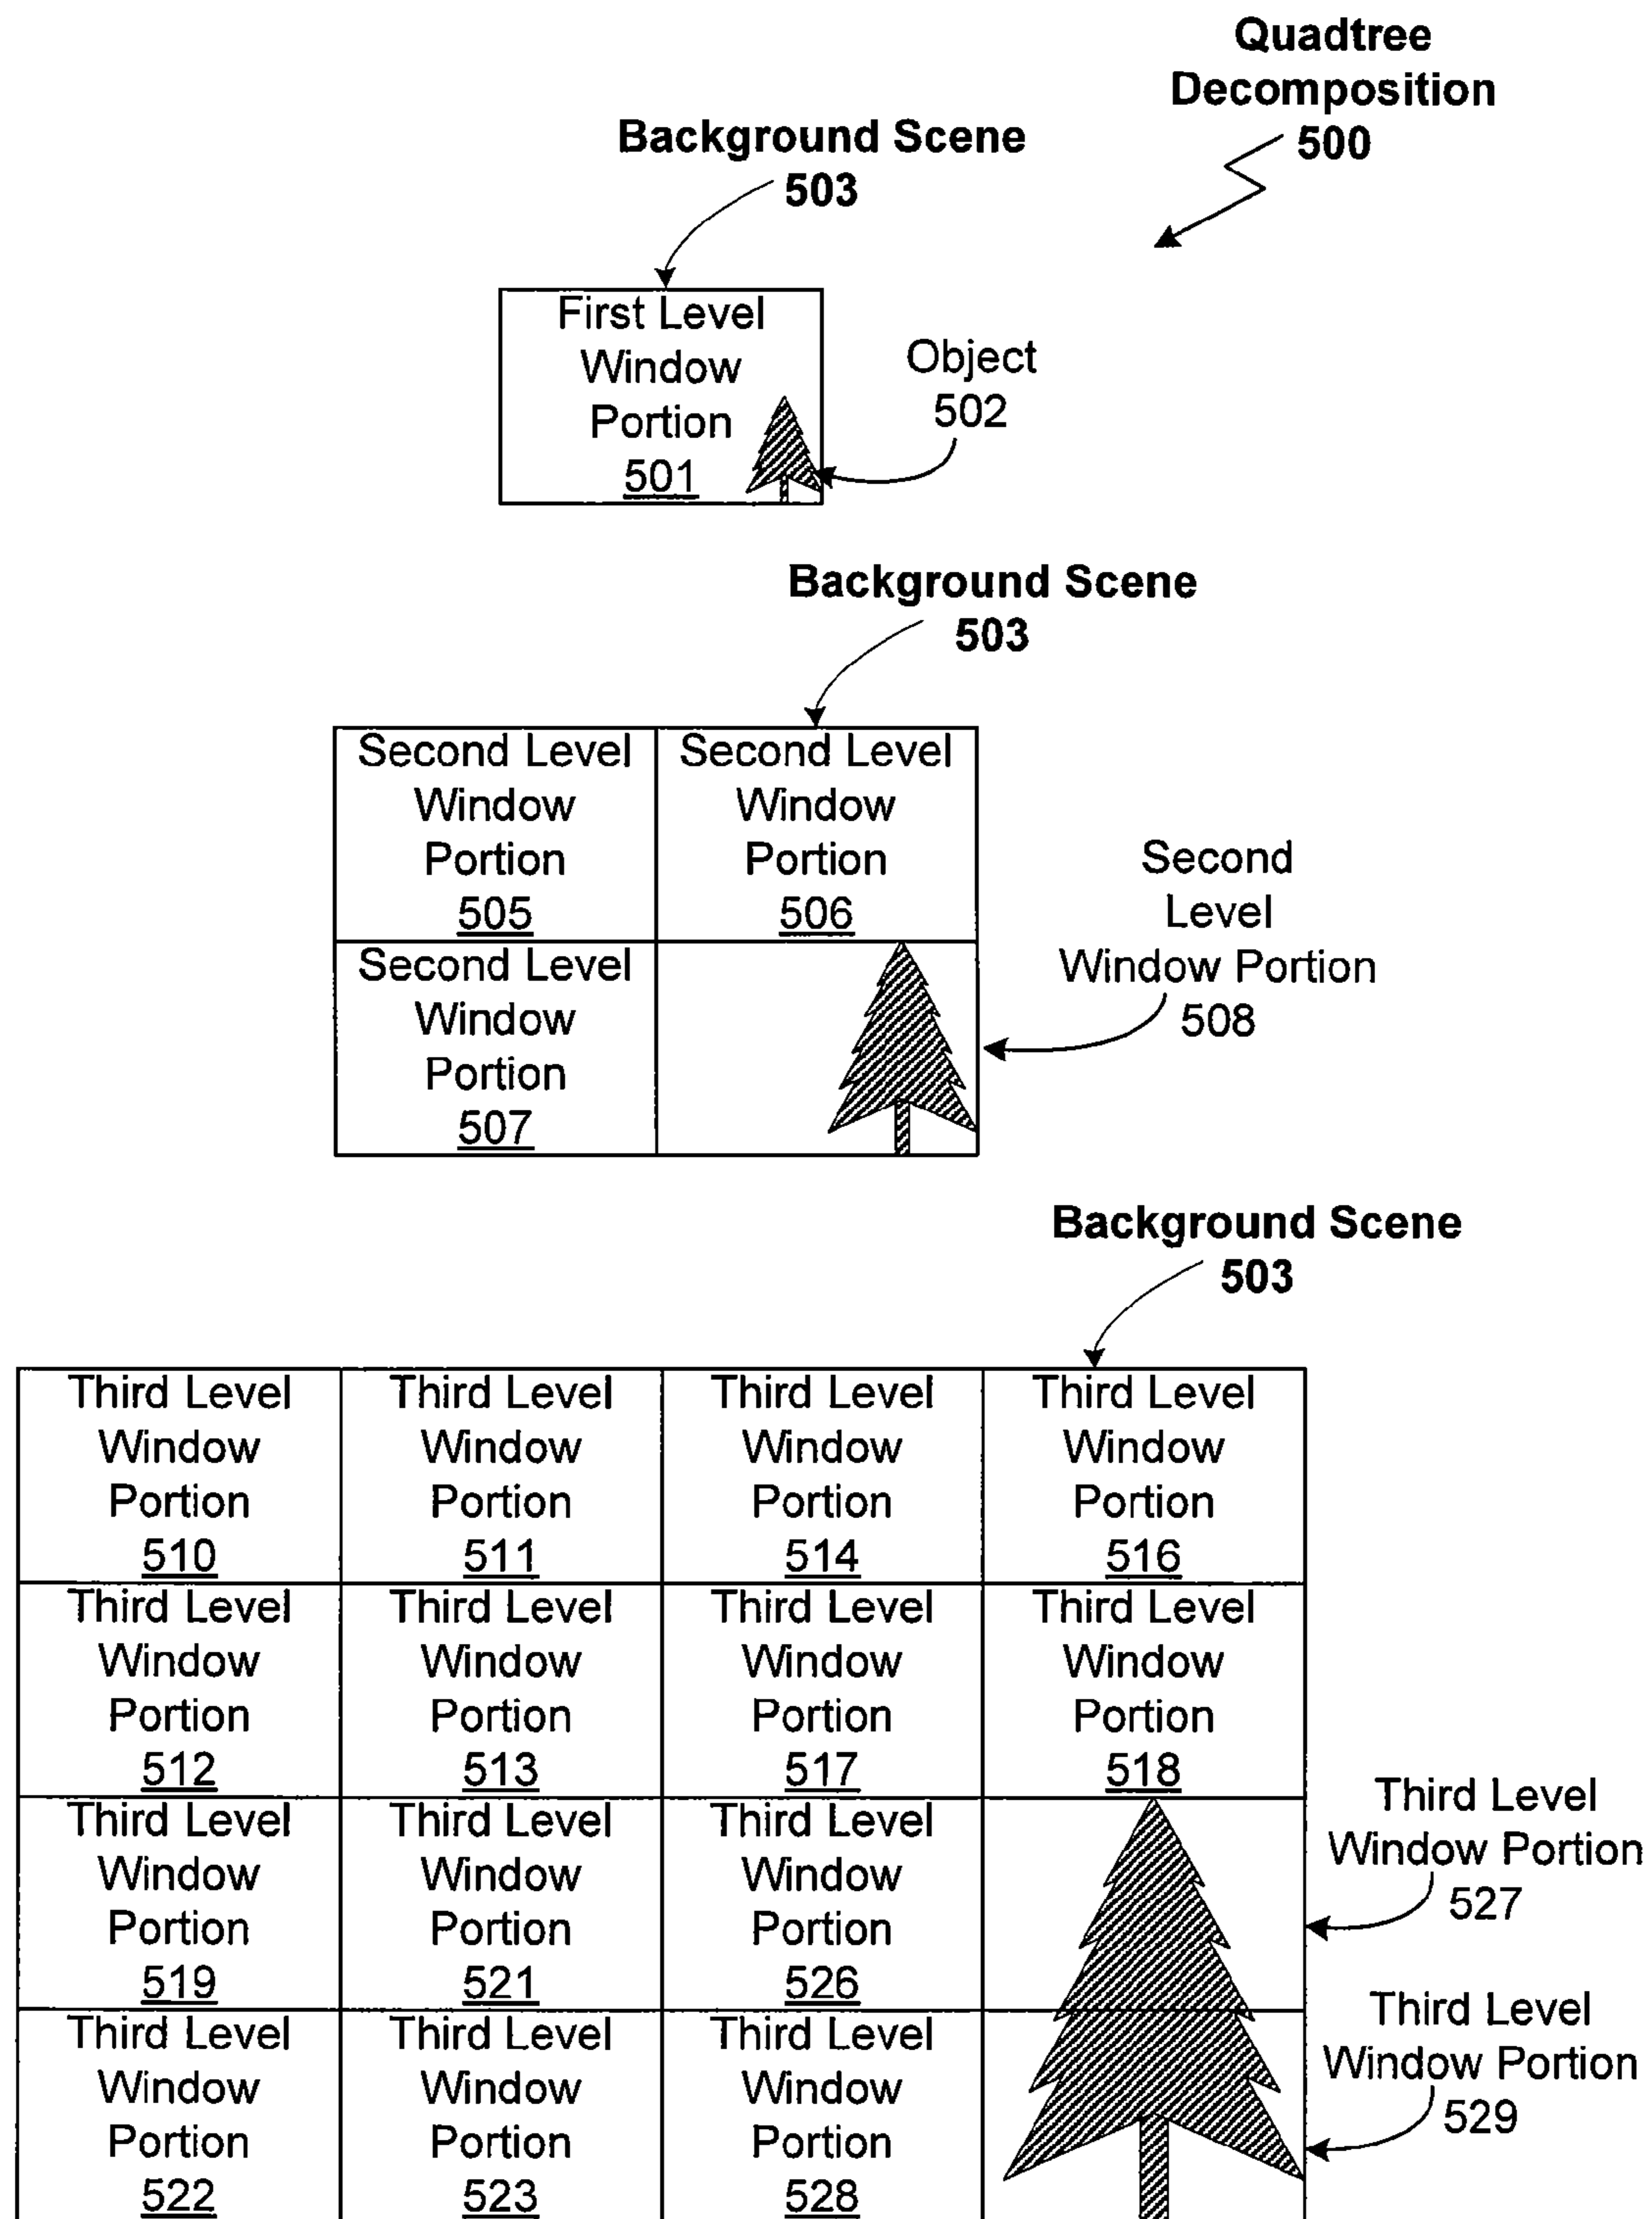 Quadtree
Decomposition
500
Background Scene
503
First Level
Window
Portion
501
Object
502
Background Scene
503
Second Level
Window
Portion
505
Second Level
Window
Portion
506
Second Level
Window
Portion
507
Second
Level
Window Portion
508
Background Scene
503
Third Level
Window
Portion
510
Third Level
Window
Portion
511
Third Level
Window
Portion
514
Third Level
Window
Portion
516
Third Level
Window
Portion
512
Third Level
Window
Portion
513
Third Level
Window
Portion
517
Third Level
Window
Portion
518
Third Level
Window
Portion
519
Third Level
Window
Portion
521
Third Level
Window
Portion
526
Third Level
Window Portion
527
Third Level
Window
Portion
522
Third Level
Window
Portion
523
Third Level
Window
Portion
528
Third Level
Window Portion
529